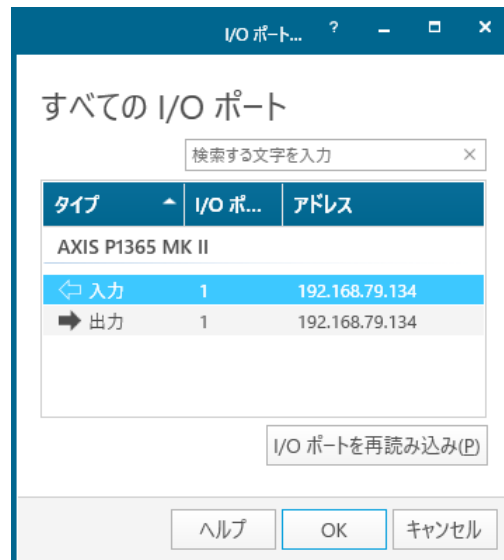 I/O ポート... ?
すべての I/O ポート
検索する文字を入力
タイプ I/O ポ... アドレス
AXIS P1365 MK II
入力 1 192.168.79.134
出力 1 192.168.79.134
I/O ポートを再読み込み(P)
ヘルプ OK キャンセル